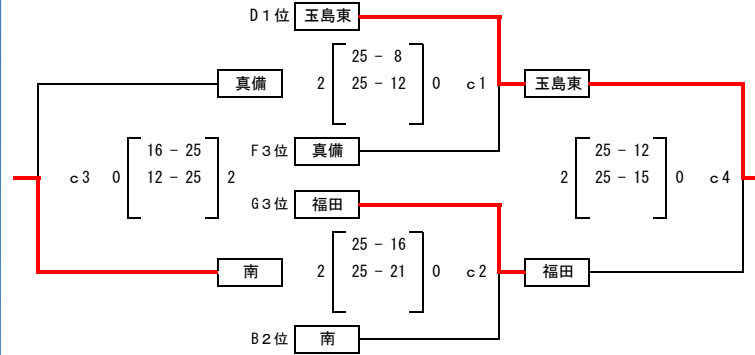 D1位 玉島東
25 - 8
真備 2 25 - 12 0 c1 玉島東
16 - 25 F3位 真備 25 - 12
c3 0 12 - 25 2 2 25 - 15 0 c4
G3位 福田
25 - 16
南 2 25 - 21 0 c2 福田
B2位 南